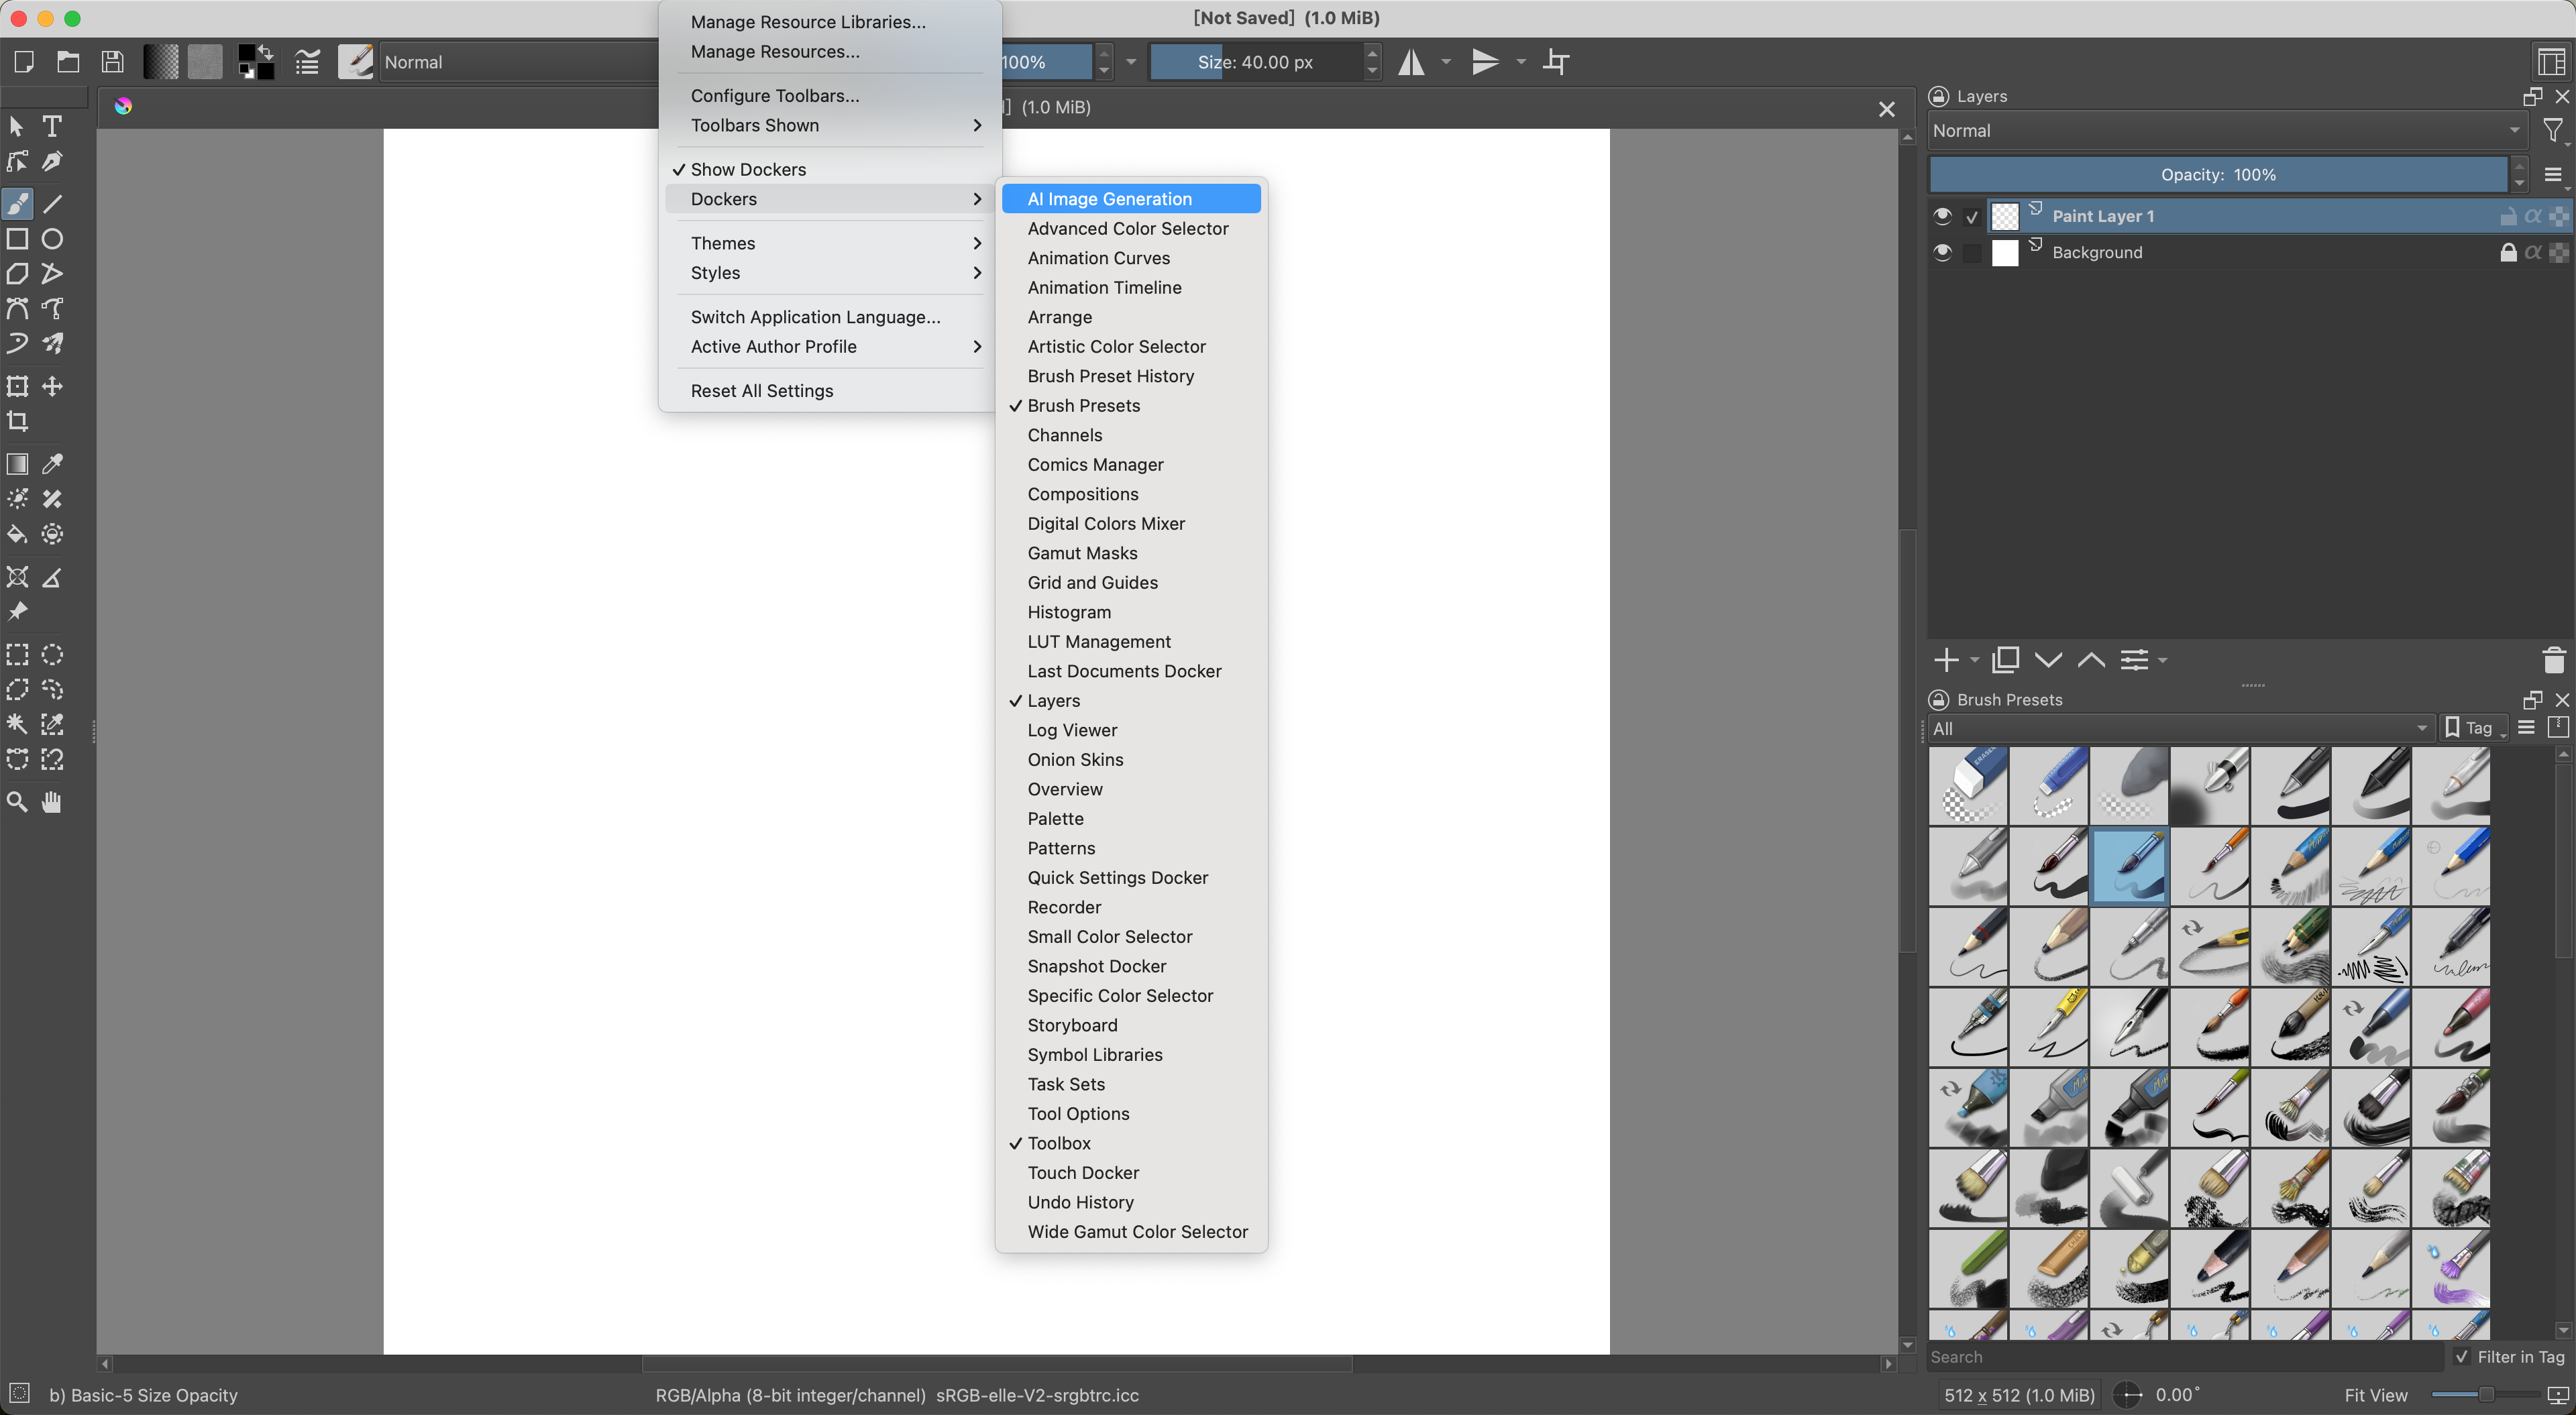 [Not Saved] (1.0 MiB)
Manage Resource Libraries...
Manage Resources...
Configure Toolbars...
Toolbars Shown
Show Dockers
Dockers
Themes
Styles
Switch Application Language...
Active Author Profile
Reset All Settings
Normal
100%
Size: 40.00 px
(1.0 MiB)
AI Image Generation
Advanced Color Selector
Animation Curves
Animation Timeline
Arrange
Artistic Color Selector
Brush Preset History
Brush Presets
Channels
Comics Manager
Compositions
Digital Colors Mixer
Gamut Masks
Grid and Guides
Histogram
LUT Management
Last Documents Docker
Layers
Log Viewer
Onion Skins
Overview
Palette
Patterns
Quick Settings Docker
Recorder
Small Color Selector
Snapshot Docker
Specific Color Selector
Storyboard
Symbol Libraries
Task Sets
Tool Options
Toolbox
Touch Docker
Undo History
Wide Gamut Color Selector
Layers
Normal
Opacity: 100%
Paint Layer 1
Background
Brush Presets
All
Tag
Search
Filter in Tag
b) Basic-5 Size Opacity
RGB/Alpha (8-bit integer/channel) sRGB-elle-V2-srgbtrc.icc
512 x 512 (1.0 MiB)
0.00°
Fit View